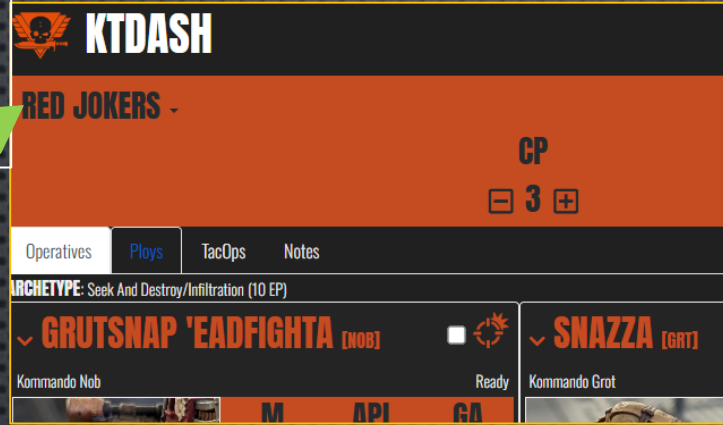 KTDASH
RED JOKERS
CP
3
Operatives Ploys TacOps Notes
ARCHETYPE: Seek And Destroy/Infiltration (10 EP)
GRUTSNAP 'EADFIGHTA [NOB] SNAZZA [GRT]
Kommando Nob Ready Kommando Grot
M APL GA